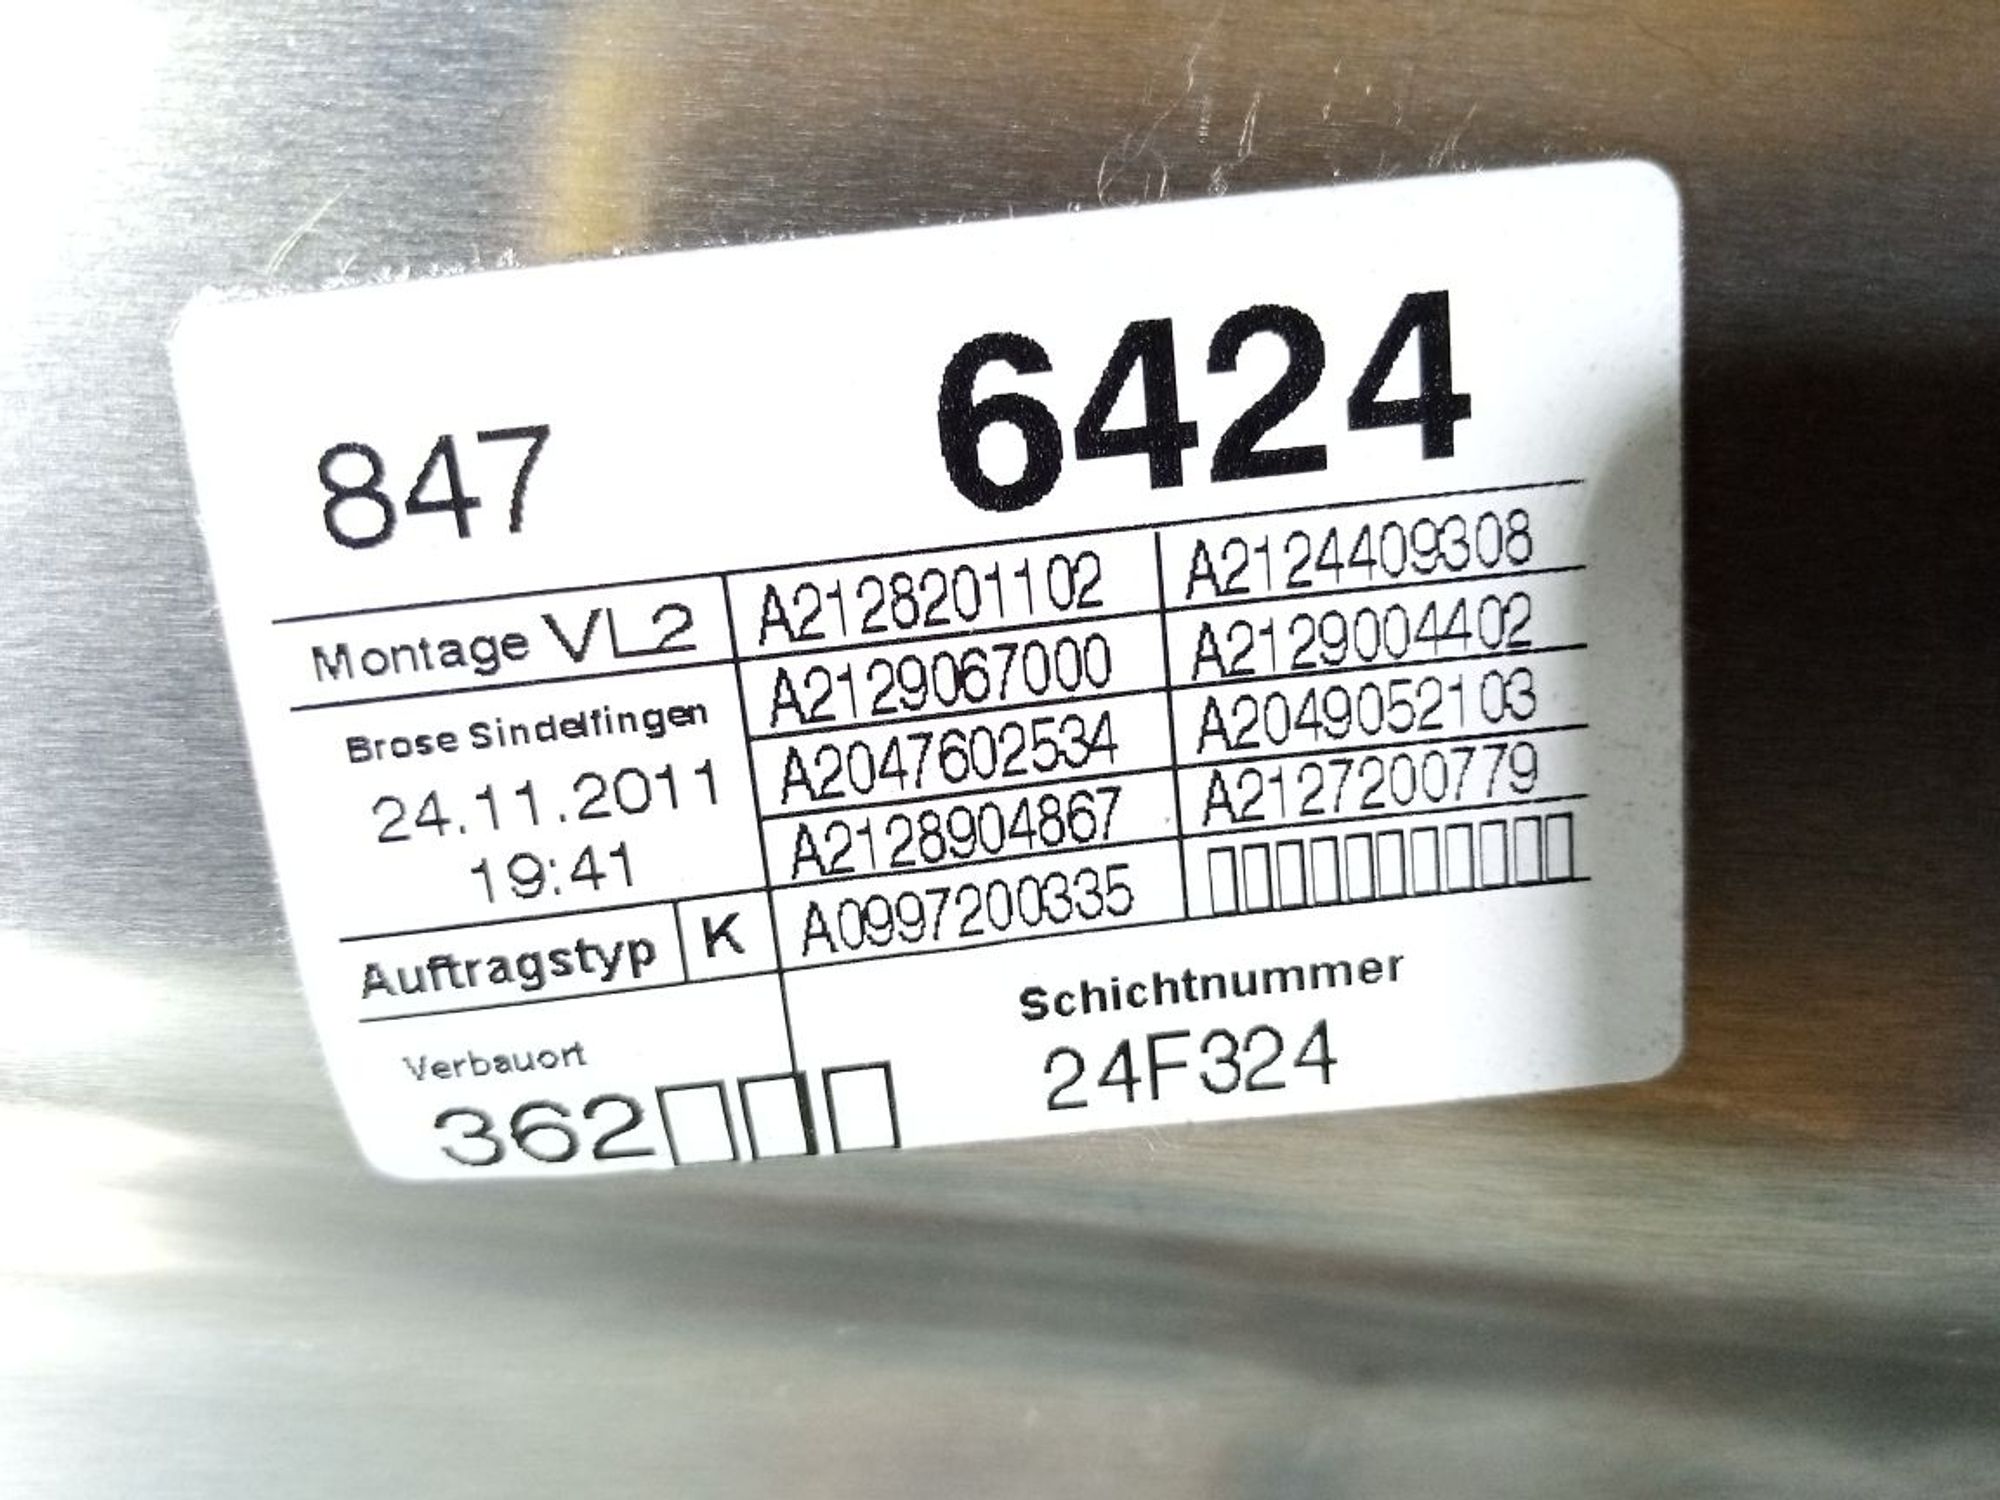 847 6424
Montage VL2 A2128201102 A2124409308
A2129067000 A2129004402
Brose Sindelfingen A2047602534 A2049052103
24.11.2011 A2128904867 A2127200779
19:41
Auftragstyp K A0997200335 ▯▯▯▯▯▯▯▯▯▯▯
Verbauort Schichtnummer
362▯▯▯ 24F324